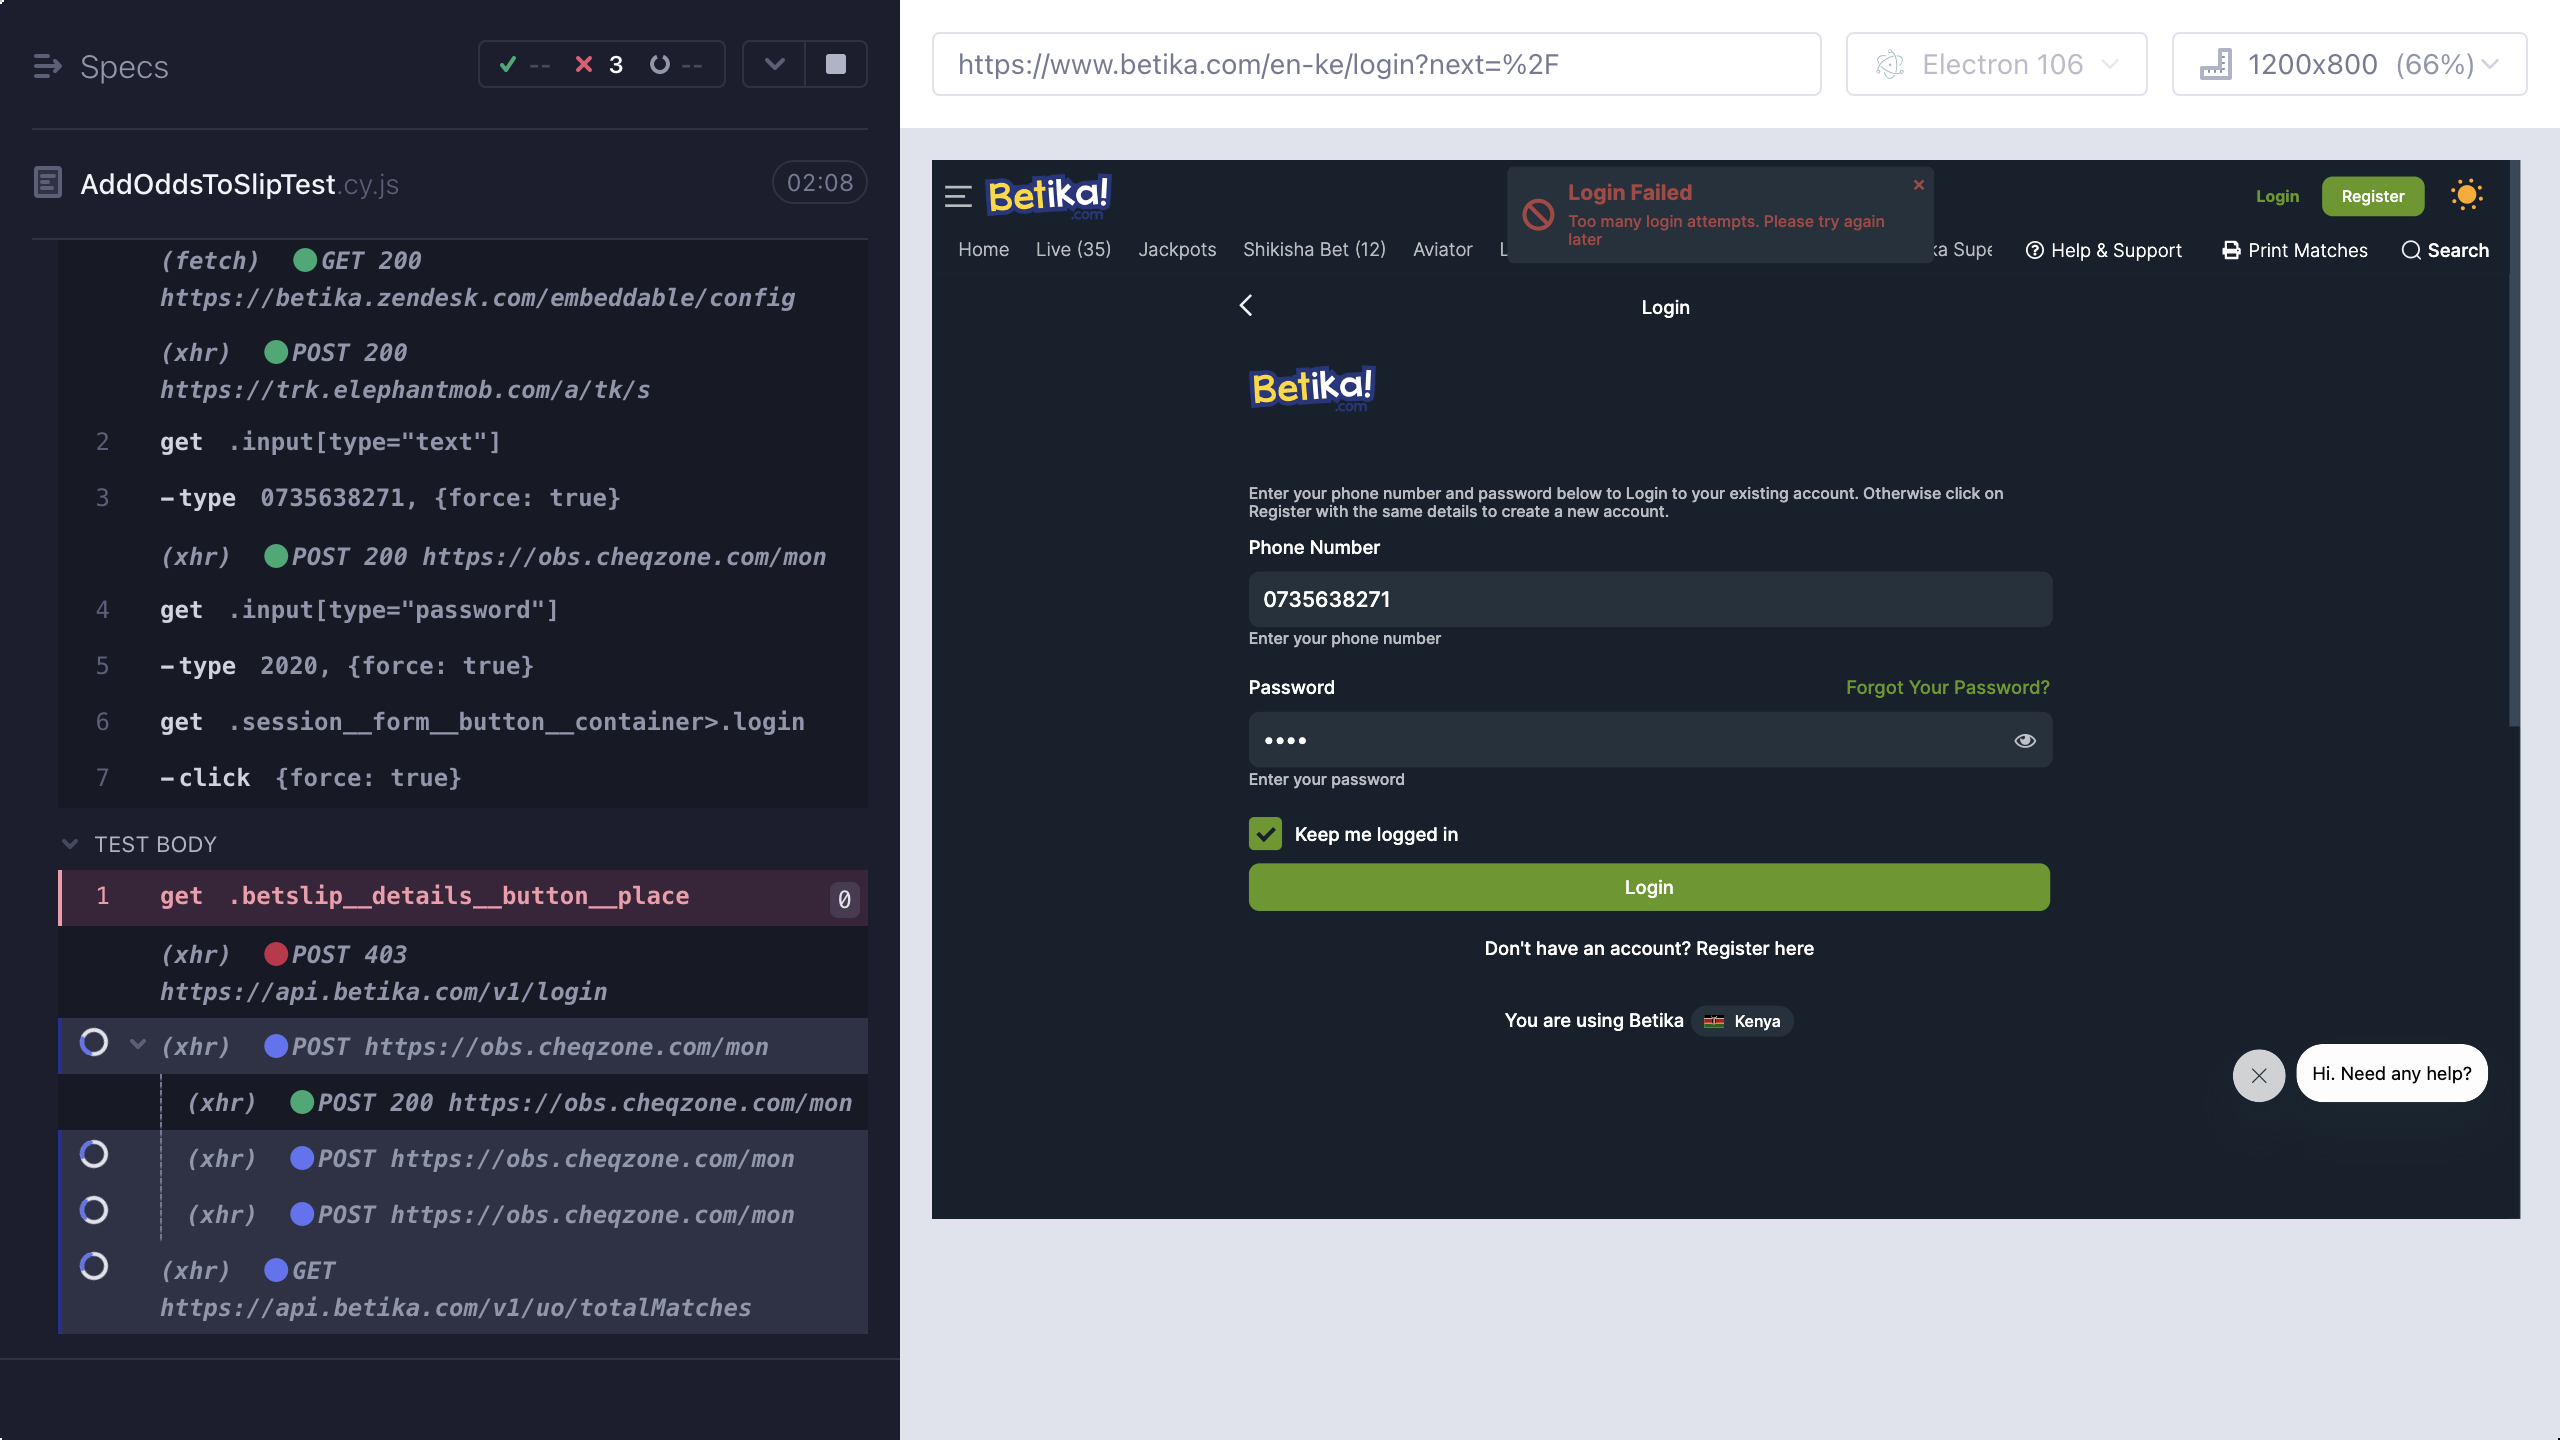 Specs
--
3
--
AddOddsToSlipTest.cy.js
02:08
(fetch) GET 200
https://betika.zendesk.com/embeddable/config
(xhr) POST 200
https://trk.elephantmob.com/a/tk/s
2 get .input[type="text"]
3 -type 0735638271, {force: true}
(xhr) POST 200 https://obs.cheqzone.com/mon
4 get .input[type="password"]
5 -type 2020, {force: true}
6 get .session__form__button__container>.login
7 -click {force: true}
TEST BODY
1 get .betslip__details__button__place 0
(xhr) POST 403
https://api.betika.com/v1/login
(xhr) POST https://obs.cheqzone.com/mon
(xhr) POST 200 https://obs.cheqzone.com/mon
(xhr) POST https://obs.cheqzone.com/mon
(xhr) POST https://obs.cheqzone.com/mon
(xhr) GET
https://api.betika.com/v1/uo/totalMatches
https://www.betika.com/en-ke/login?next=%2F
Electron 106
1200x800 (66%)
Betika!
.com
Login Failed
Too many login attempts. Please try again
later
Login
Register
Home Live (35) Jackpots Shikisha Bet (12) Aviator L
ka Supe Help & Support Print Matches Search
Login
Betika!
.com
Enter your phone number and password below to Login to your existing account. Otherwise click on
Register with the same details to create a new account.
Phone Number
0735638271
Enter your phone number
Password Forgot Your Password?
••••
Enter your password
Keep me logged in
Login
Don't have an account? Register here
You are using Betika Kenya
Hi. Need any help?